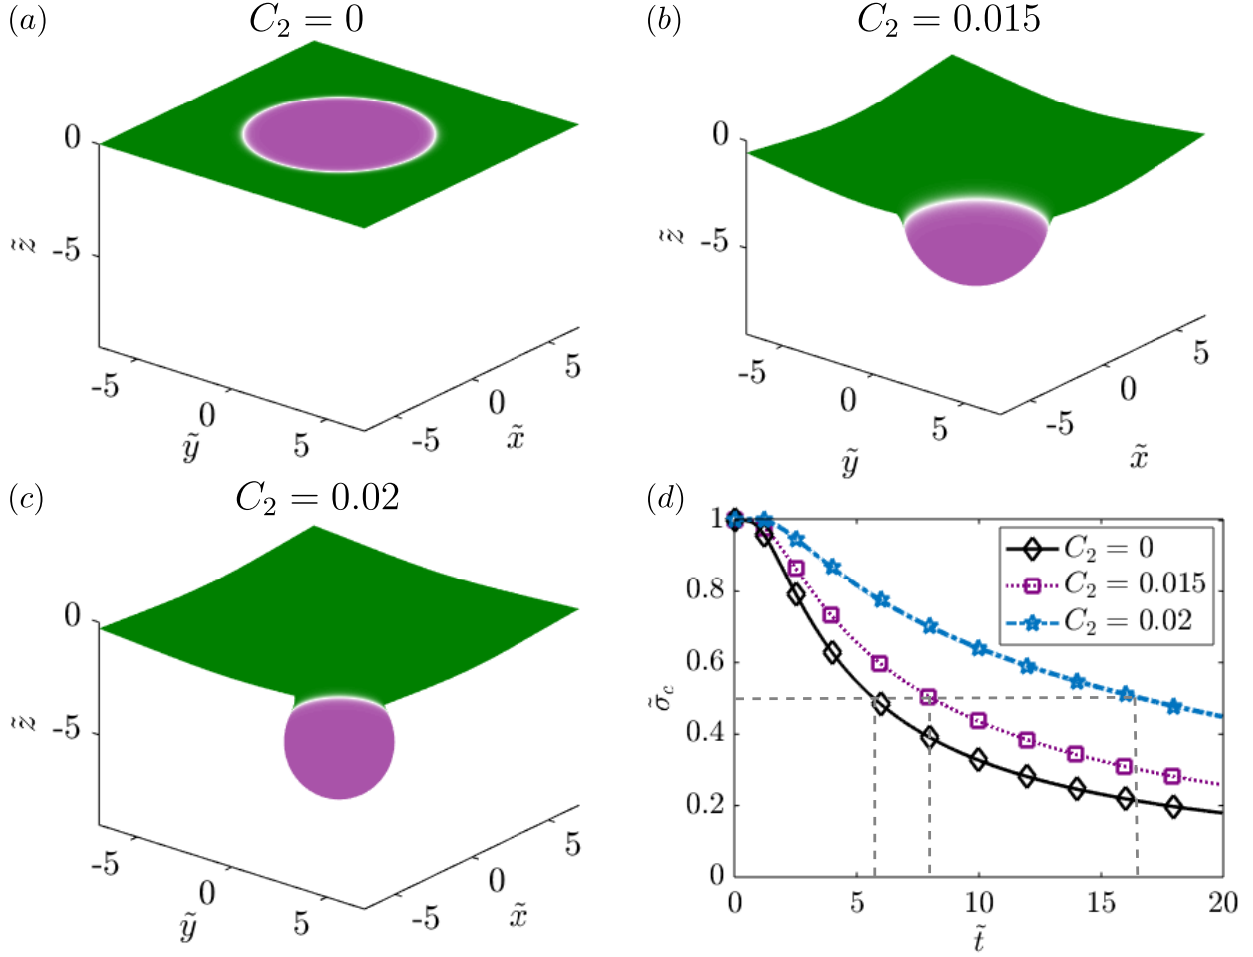 (a) C₂ = 0
0
-5
z̃
-5
0
5
ỹ
-5
0
5
x̃
(b) C₂ = 0.015
0
-5
z̃
-5
0
5
ỹ
-5
0
5
x̃
(c) C₂ = 0.02
0
-5
z̃
-5
0
5
ỹ
-5
0
5
x̃
(d)
1
0.8
0.6
0.4
0.2
0
σ̃_c
C₂ = 0
C₂ = 0.015
C₂ = 0.02
0 5 10 15 20
t̃